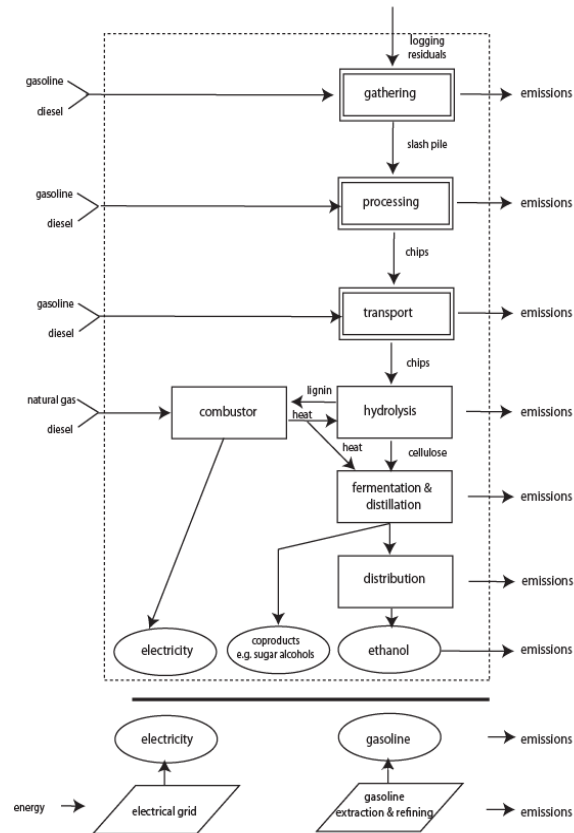 logging
residuals
gasoline
diesel
gathering
emissions
slash pile
gasoline
diesel
processing
emissions
chips
gasoline
diesel
transport
emissions
chips
natural gas
diesel
combustor
lignin
heat
hydrolysis
emissions
heat
cellulose
fermentation &
distillation
emissions
distribution
emissions
electricity
coproducts
e.g. sugar alcohols
ethanol
emissions
electricity
gasoline
emissions
energy
electrical grid
gasoline
extraction & refining
emissions